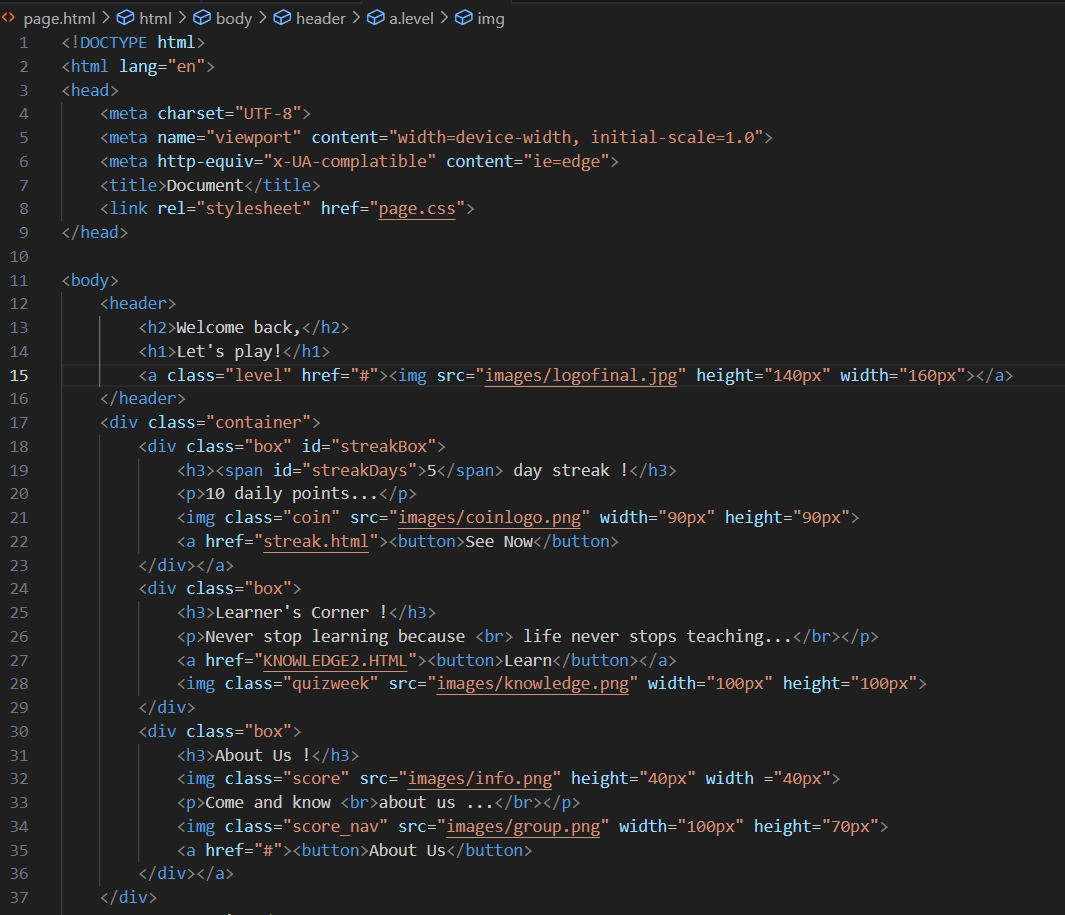 page.html > html > body > header > a.level > img
1 <!DOCTYPE html>
2 <html lang="en">
3 <head>
4 <meta charset="UTF-8">
5 <meta name="viewport" content="width=device-width, initial-scale=1.0">
6 <meta http-equiv="x-UA-complatible" content="ie=edge">
7 <title>Document</title>
8 <link rel="stylesheet" href="page.css">
9 </head>
10
11 <body>
12 <header>
13 <h2>Welcome back,</h2>
14 <h1>Let's play!</h1>
15 <a class="level" href="#"><img src="images/logofinal.jpg" height="140px" width="160px"></a>
16 </header>
17 <div class="container">
18 <div class="box" id="streakBox">
19 <h3><span id="streakDays">5</span> day streak !</h3>
20 <p>10 daily points...</p>
21 <img class="coin" src="images/coinlogo.png" width="90px" height="90px">
22 <a href="streak.html"><button>See Now</button>
23 </div></a>
24 <div class="box">
25 <h3>Learner's Corner !</h3>
26 <p>Never stop learning because <br> life never stops teaching...</br></p>
27 <a href="KNOWLEDGE2.HTML"><button>Learn</button></a>
28 <img class="quizweek" src="images/knowledge.png" width="100px" height="100px">
29 </div>
30 <div class="box">
31 <h3>About Us !</h3>
32 <img class="score" src="images/info.png" height="40px" width ="40px">
33 <p>Come and know <br>about us ...</br></p>
34 <img class="score_nav" src="images/group.png" width="100px" height="70px">
35 <a href="#"><button>About Us</button>
36 </div></a>
37 </div>